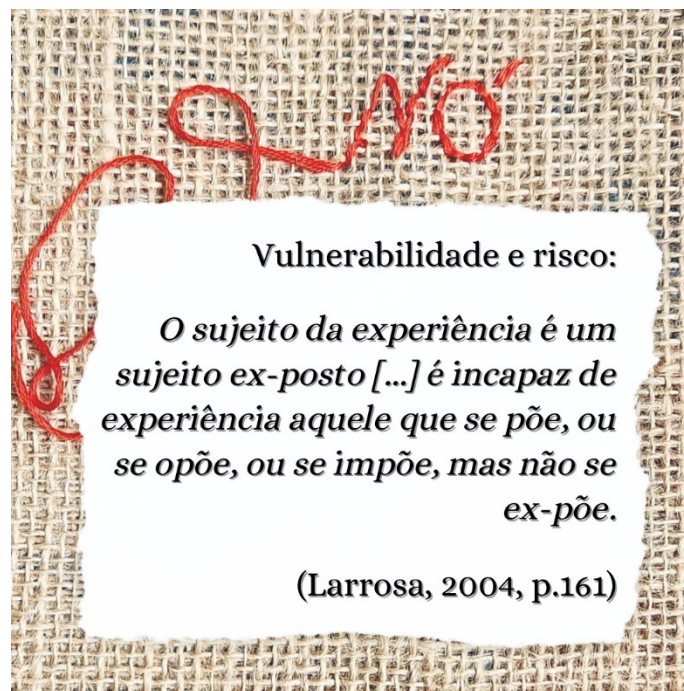 NÓ
Vulnerabilidade e risco:
O sujeito da experiência é um
sujeito ex-posto [...] é incapaz de
experiência aquele que se põe, ou
se opõe, ou se impõe, mas não se
ex-põe.
(Larrosa, 2004, p.161)